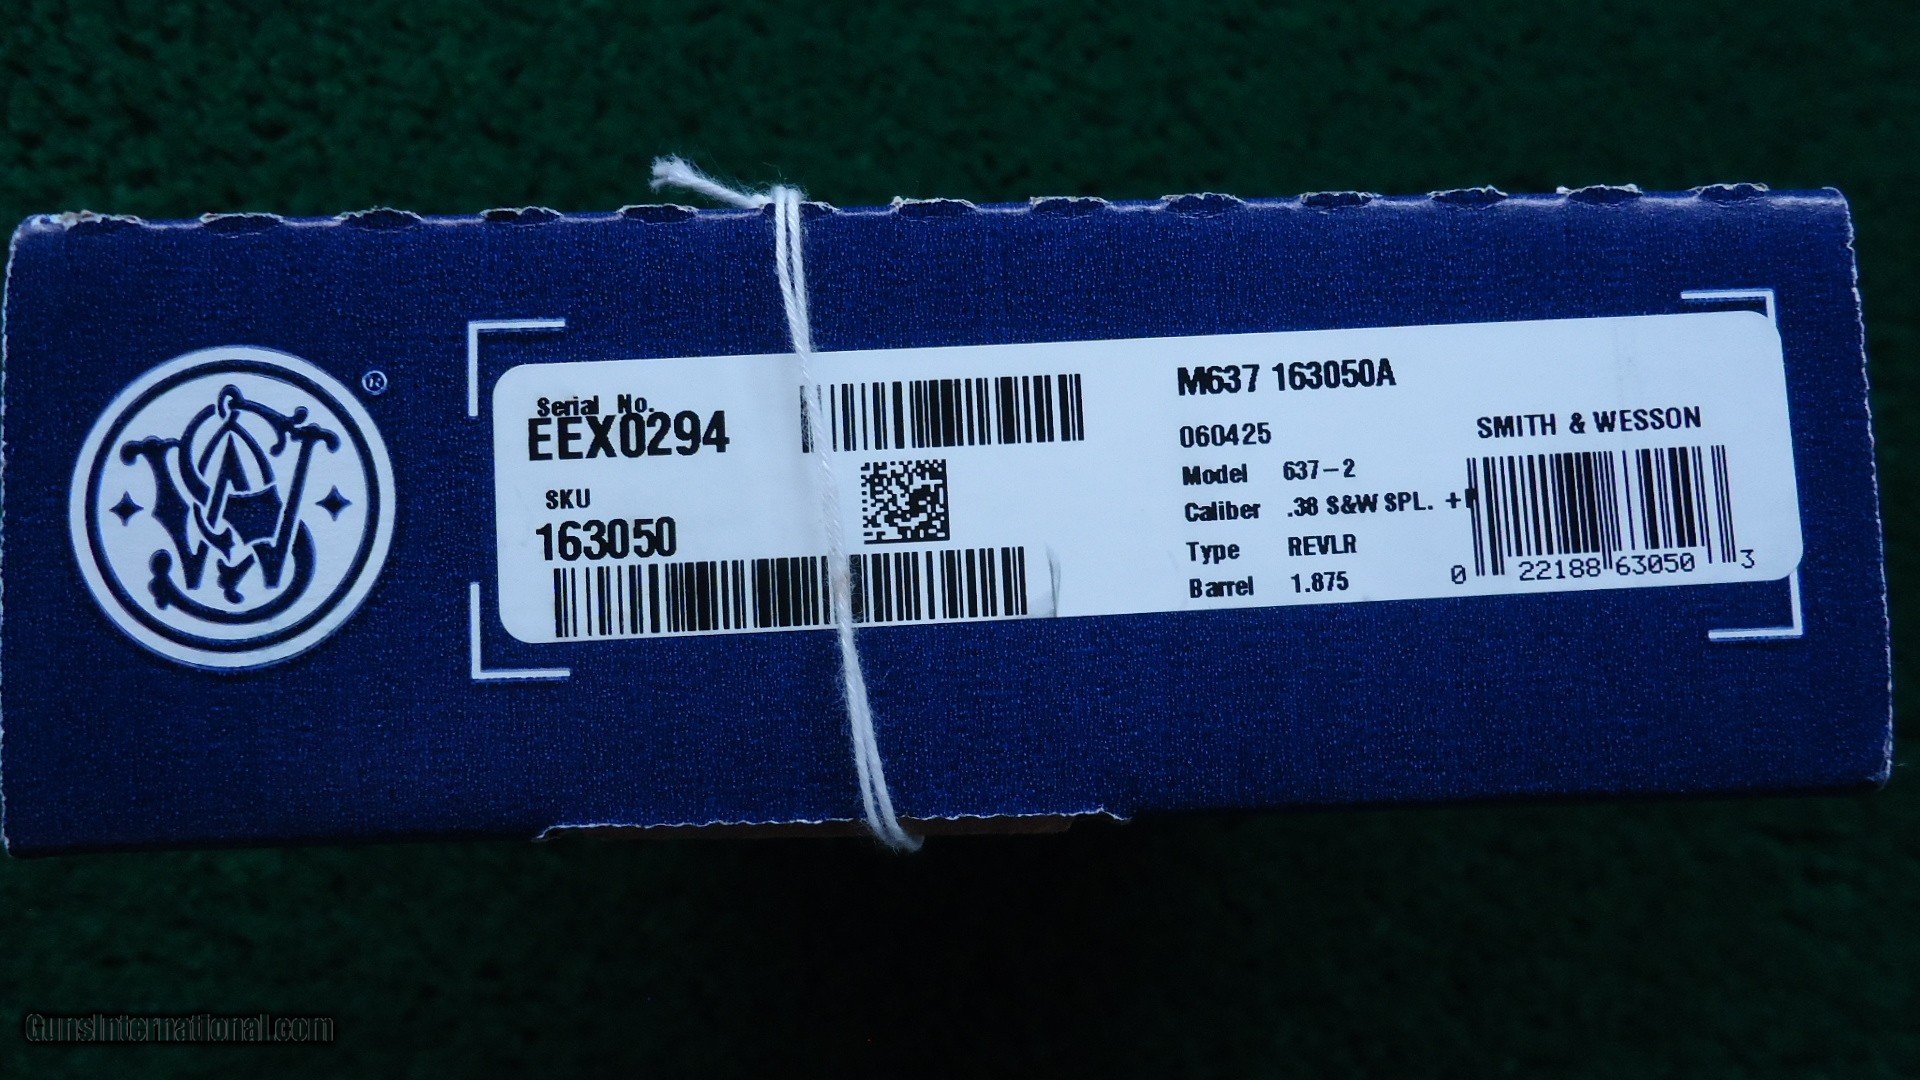 ®
Serial No.
EEX0294
SKU
163050
M637 163050A
060425
Model 637-2
Caliber .38 S&W SPL. +P
Type REVLR
Barrel 1.875
SMITH & WESSON
0 22188 63050 3
GunsInternational.com